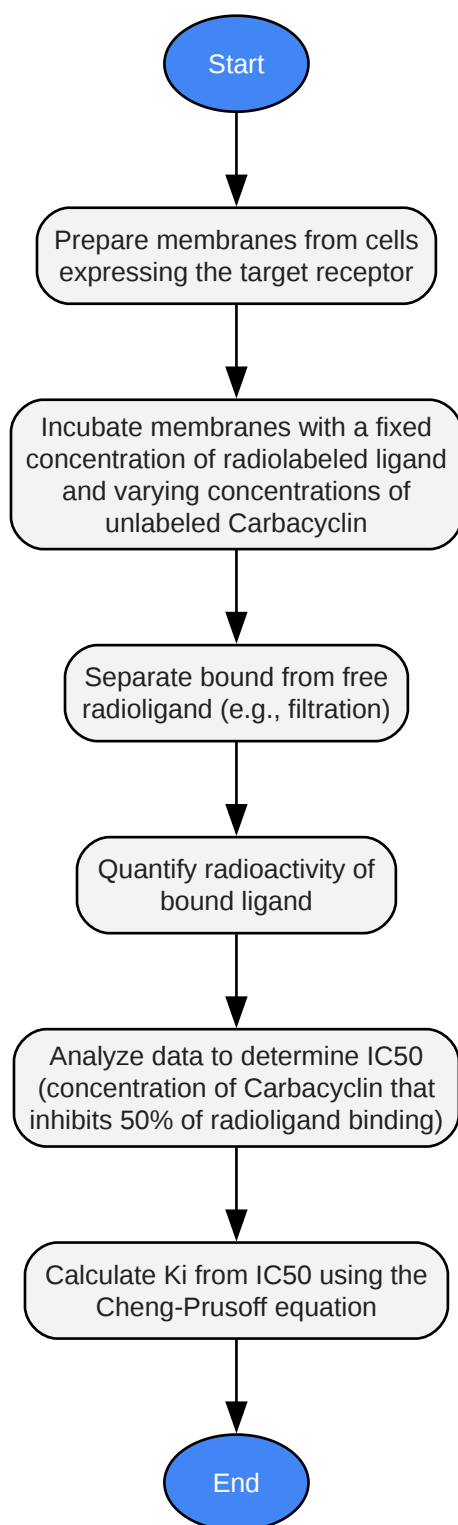 Start
Prepare membranes from cells
expressing the target receptor
Incubate membranes with a fixed
concentration of radiolabeled ligand
and varying concentrations of
unlabeled Carbacyclin
Separate bound from free
radioligand (e.g., filtration)
Quantify radioactivity of
bound ligand
Analyze data to determine IC50
(concentration of Carbacyclin that
inhibits 50% of radioligand binding)
Calculate Ki from IC50 using the
Cheng-Prusoff equation
End